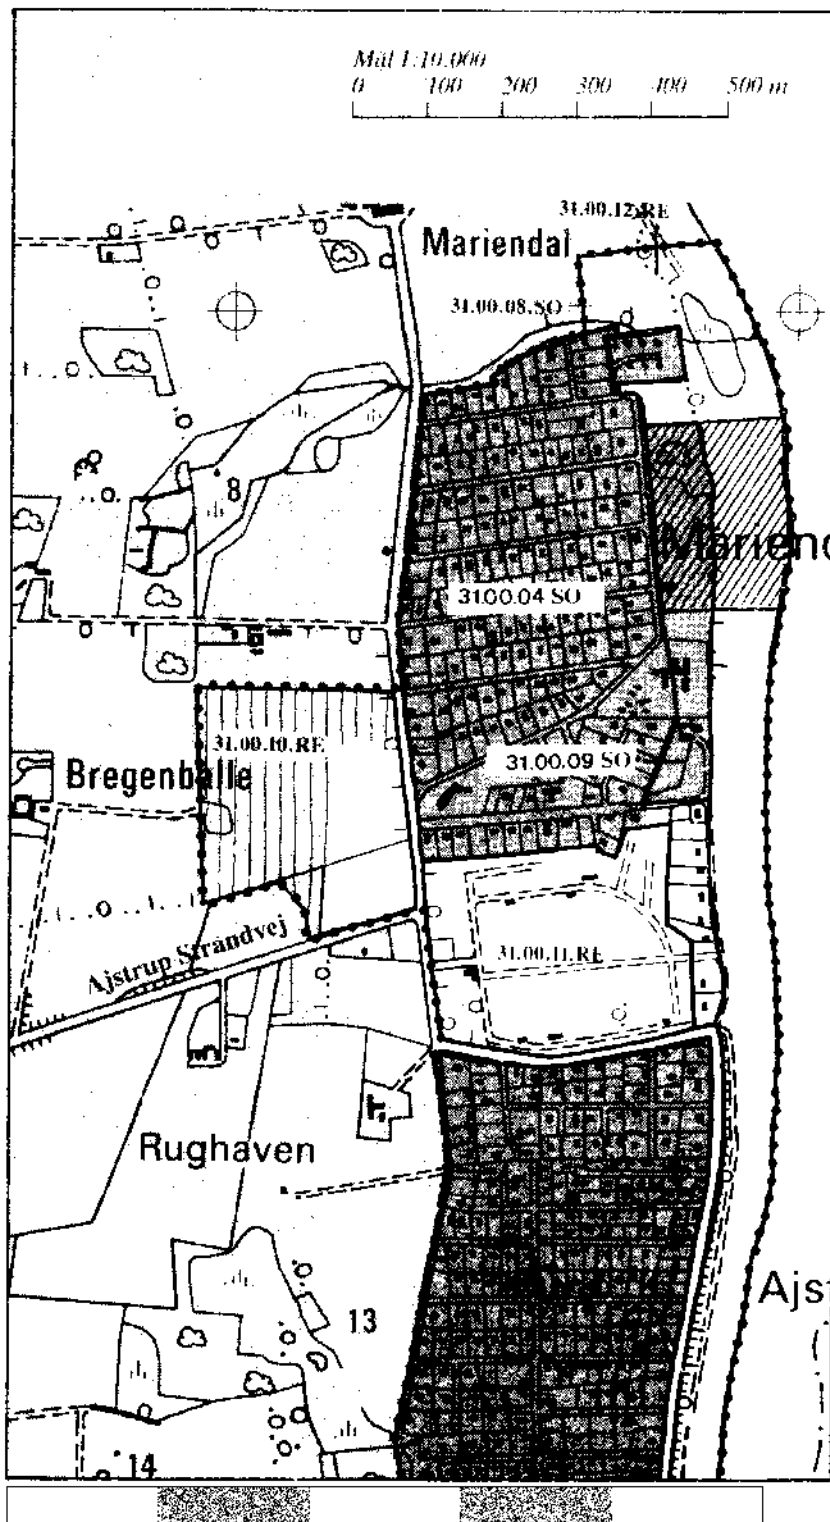 Mål 1:10.000
0 100 200 300 400 500 m
31.00.12.RE
Mariendal
31.00.08.SO
8
Mariend
31.00.04 SO
31.00.10.RE
31.00.09 SO
Bregenballe
Ajstrup Strandvej
31.00.11.RE
Rughaven
Ajs
13
14